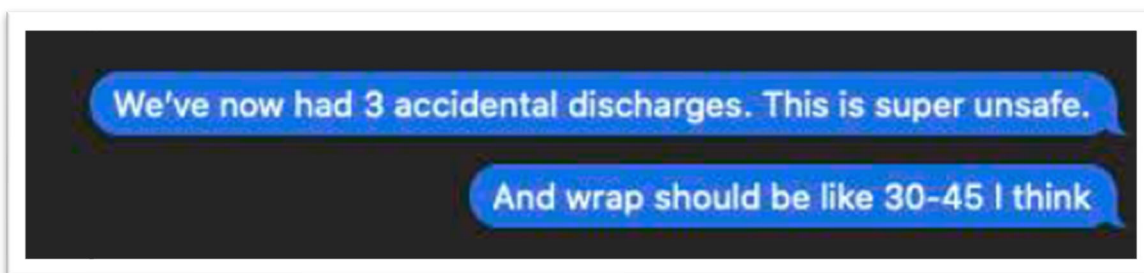 We've now had 3 accidental discharges. This is super unsafe.
And wrap should be like 30-45 I think